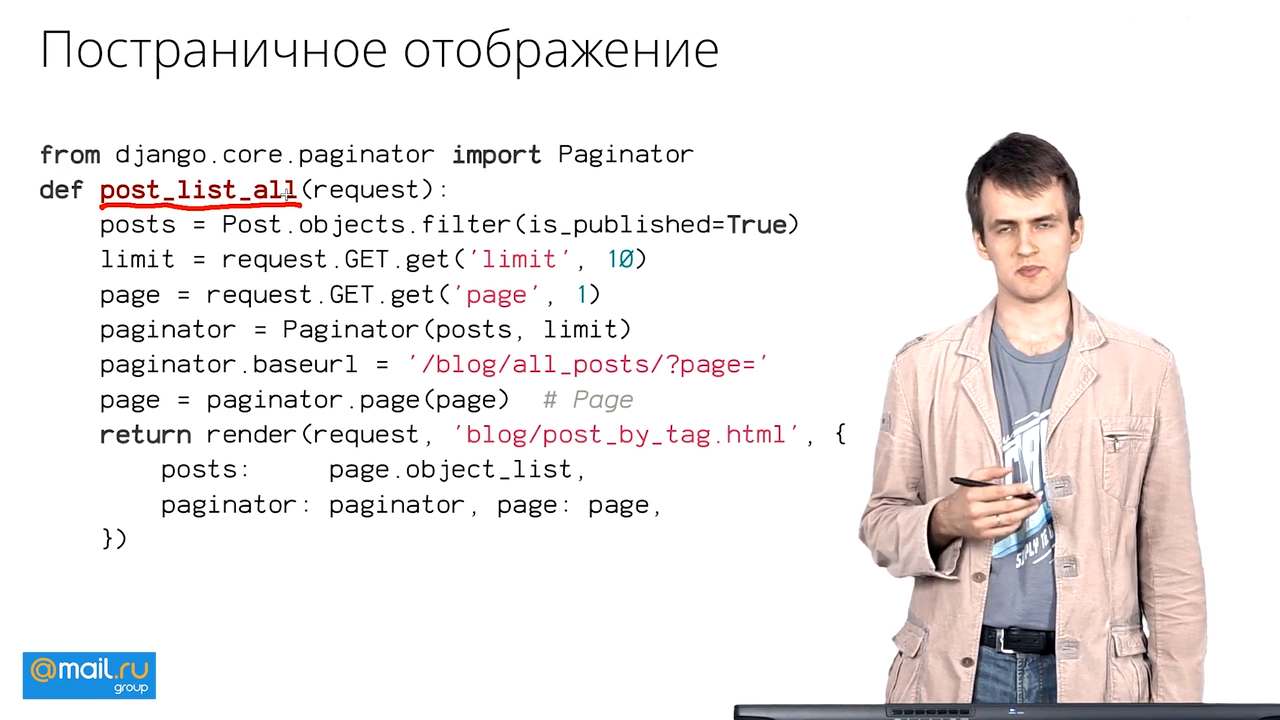 Постраничное отображение
from django.core.paginator import Paginator
def post_list_all(request):
    posts = Post.objects.filter(is_published=True)
    limit = request.GET.get('limit', 10)
    page = request.GET.get('page', 1)
    paginator = Paginator(posts, limit)
    paginator.baseurl = '/blog/all_posts/?page='
    page = paginator.page(page)  # Page
    return render(request, 'blog/post_by_tag.html', {
        posts:     page.object_list,
        paginator: paginator, page: page,
    })
@mail.ru
group